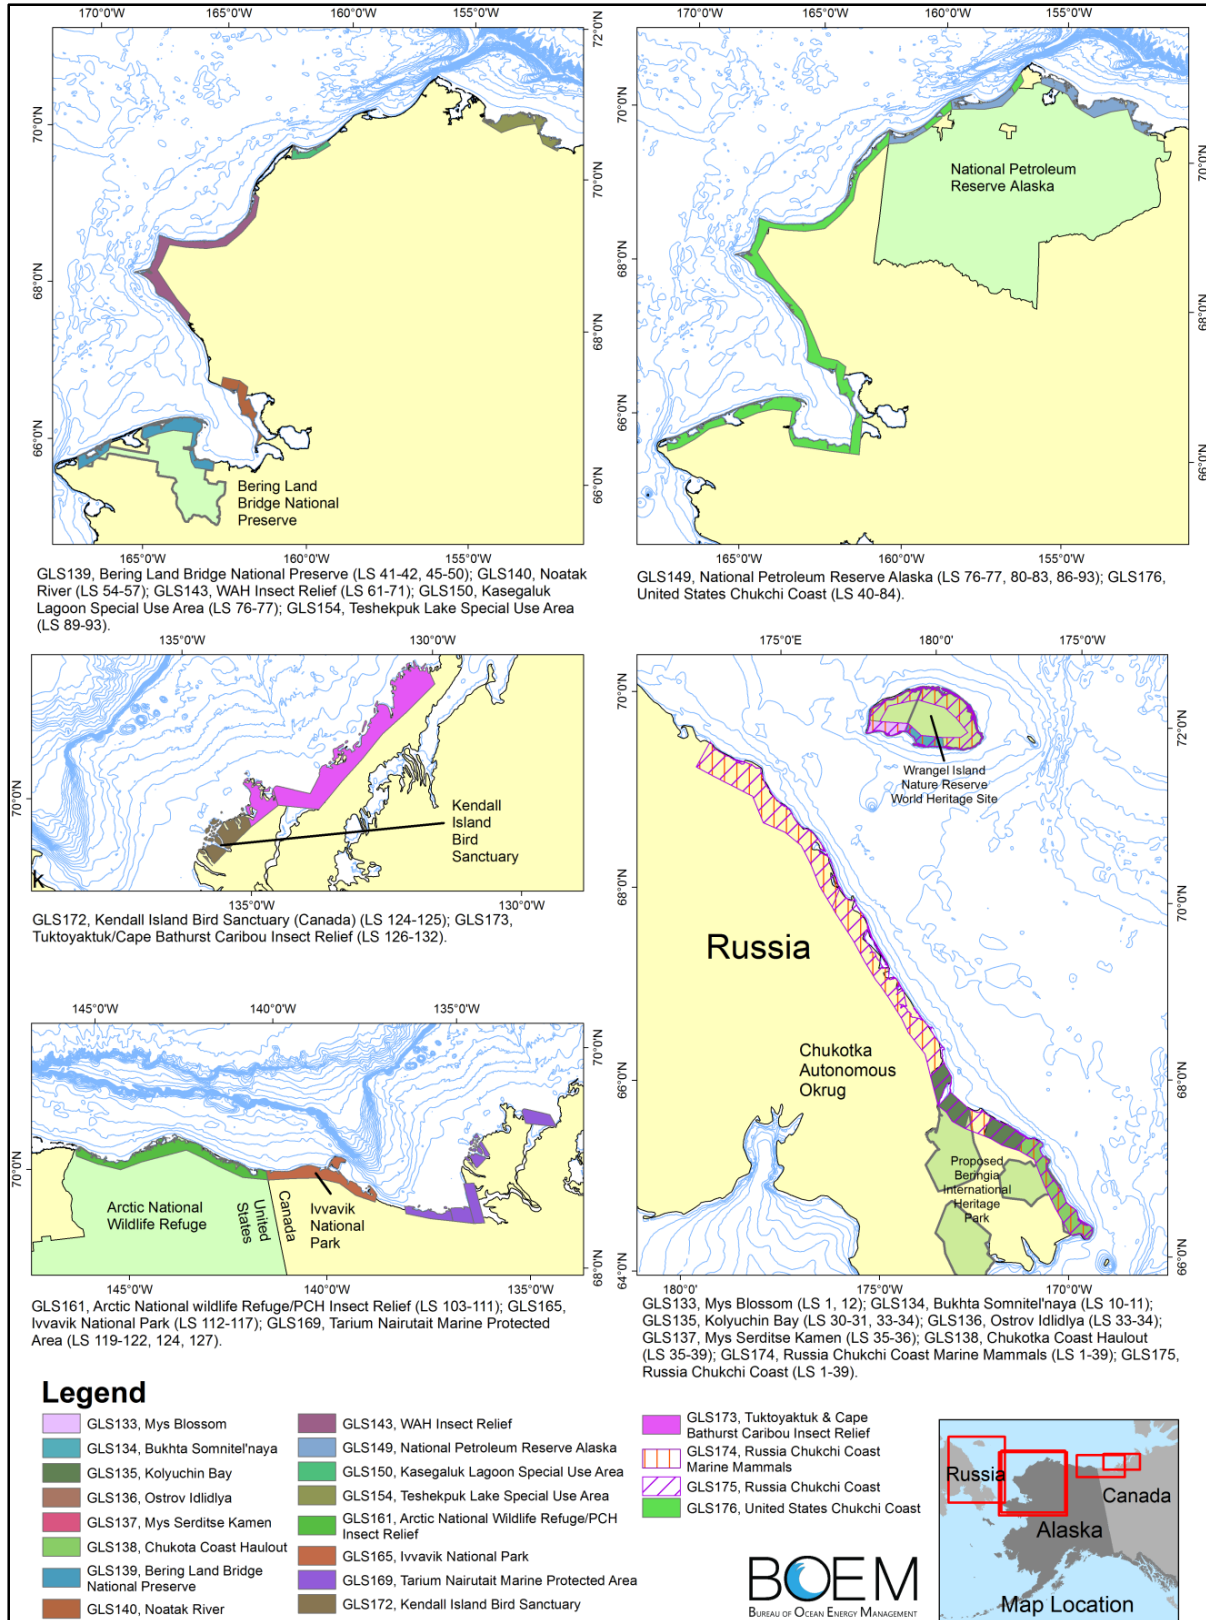 170°0'W
165°0'W
160°0'W
155°0'W
72°0'N
70°0'N
70°0'N
68°0'N
68°0'N
66°0'N
66°0'N
Bering Land
Bridge National
Preserve
165°0'W
160°0'W
155°0'W
GLS139, Bering Land Bridge National Preserve (LS 41-42, 45-50); GLS140, Noatak
River (LS 54-57); GLS143, WAH Insect Relief (LS 61-71); GLS150, Kasegaluk
Lagoon Special Use Area (LS 76-77); GLS154, Teshekpuk Lake Special Use Area
(LS 89-93).
170°0'W
165°0'W
160°0'W
155°0'W
72°0'N
70°0'N
70°0'N
68°0'N
68°0'N
66°0'N
66°0'N
National Petroleum
Reserve Alaska
165°0'W
160°0'W
155°0'W
GLS149, National Petroleum Reserve Alaska (LS 76-77, 80-83, 86-93); GLS176,
United States Chukchi Coast (LS 40-84).
135°0'W
130°0'W
70°0'N
70°0'N
Kendall
Island
Bird
Sanctuary
k
135°0'W
130°0'W
GLS172, Kendall Island Bird Sanctuary (Canada) (LS 124-125); GLS173,
Tuktoyaktuk/Cape Bathurst Caribou Insect Relief (LS 126-132).
145°0'W
140°0'W
135°0'W
70°0'N
70°0'N
68°0'N
Arctic National
Wildlife Refuge
United
States
Canada
Ivvavik
National
Park
145°0'W
140°0'W
135°0'W
GLS161, Arctic National wildlife Refuge/PCH Insect Relief (LS 103-111); GLS165,
Ivvavik National Park (LS 112-117); GLS169, Tarium Nairutait Marine Protected
Area (LS 119-122, 124, 127).
175°0'E
180°0'
175°0'W
70°0'N
72°0'N
68°0'N
70°0'N
66°0'N
68°0'N
64°0'N
66°0'N
Wrangel Island
Nature Reserve
World Heritage Site
Russia
Chukotka
Autonomous
Okrug
Proposed
Beringia
International
Heritage
Park
180°0'
175°0'W
170°0'W
GLS133, Mys Blossom (LS 1, 12); GLS134, Bukhta Somnitel'naya (LS 10-11);
GLS135, Kolyuchin Bay (LS 30-31, 33-34); GLS136, Ostrov Idlidlya (LS 33-34);
GLS137, Mys Serditse Kamen (LS 35-36); GLS138, Chukotka Coast Haulout
(LS 35-39); GLS174, Russia Chukchi Coast Marine Mammals (LS 1-39); GLS175,
Russia Chukchi Coast (LS 1-39).
Legend
GLS133, Mys Blossom
GLS134, Bukhta Somnitel'naya
GLS135, Kolyuchin Bay
GLS136, Ostrov Idlidlya
GLS137, Mys Serditse Kamen
GLS138, Chukota Coast Haulout
GLS139, Bering Land Bridge
National Preserve
GLS140, Noatak River
GLS143, WAH Insect Relief
GLS149, National Petroleum Reserve Alaska
GLS150, Kasegaluk Lagoon Special Use Area
GLS154, Teshekpuk Lake Special Use Area
GLS161, Arctic National Wildlife Refuge/PCH
Insect Relief
GLS165, Ivvavik National Park
GLS169, Tarium Nairutait Marine Protected Area
GLS172, Kendall Island Bird Sanctuary
GLS173, Tuktoyaktuk & Cape
Bathurst Caribou Insect Relief
GLS174, Russia Chukchi Coast
Marine Mammals
GLS175, Russia Chukchi Coast
GLS176, United States Chukchi Coast
BOEM
BUREAU OF OCEAN ENERGY MANAGEMENT
Russia
Canada
Alaska
Map Location